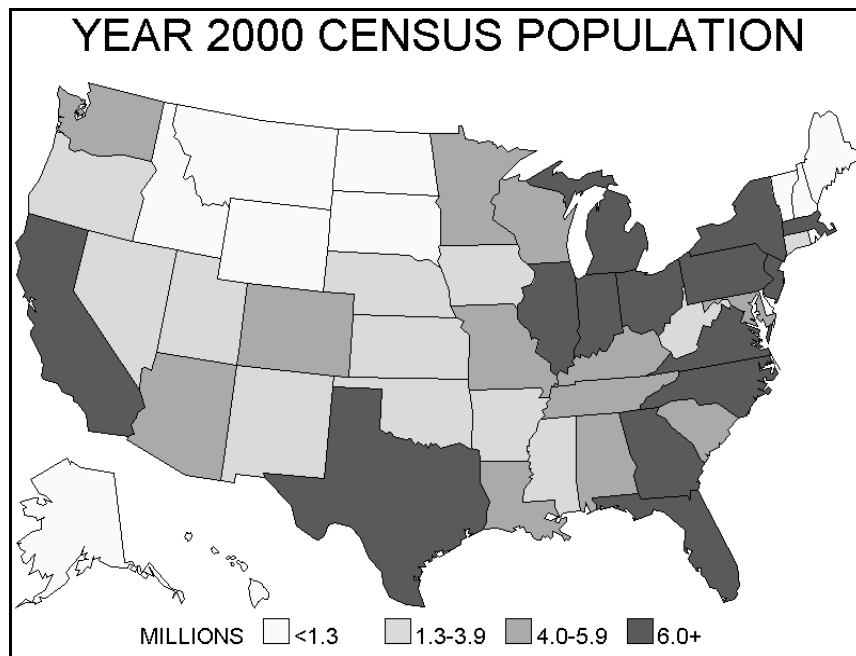 YEAR 2000 CENSUS POPULATION
MILLIONS <1.3 1.3-3.9 4.0-5.9 6.0+